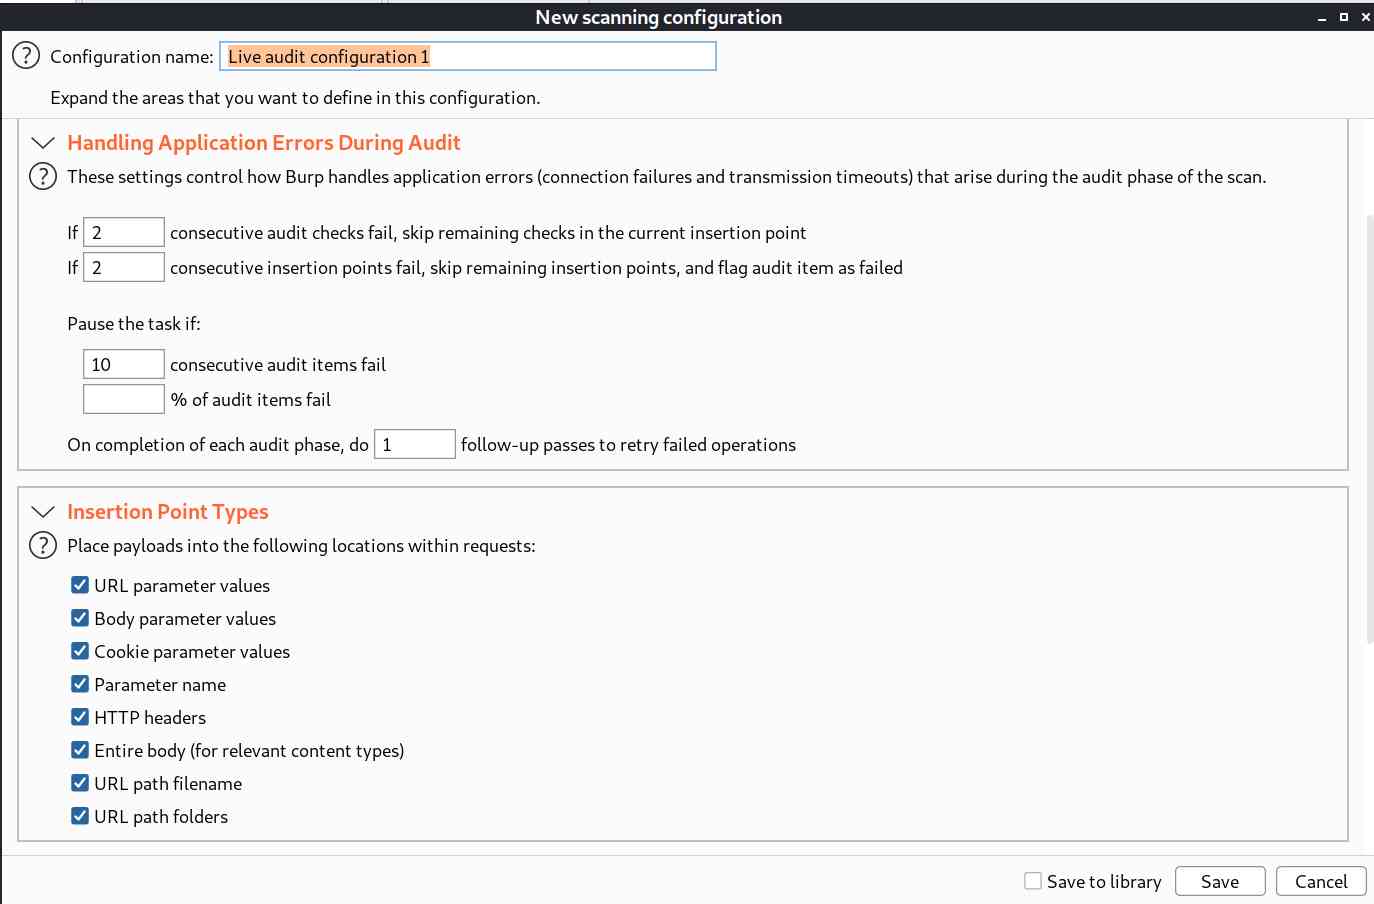 New scanning configuration
Configuration name: Live audit configuration 1
Expand the areas that you want to define in this configuration.
Handling Application Errors During Audit
These settings control how Burp handles application errors (connection failures and transmission timeouts) that arise during the audit phase of the scan.
If 2 consecutive audit checks fail, skip remaining checks in the current insertion point
If 2 consecutive insertion points fail, skip remaining insertion points, and flag audit item as failed
Pause the task if:
10 consecutive audit items fail
% of audit items fail
On completion of each audit phase, do 1 follow-up passes to retry failed operations
Insertion Point Types
Place payloads into the following locations within requests:
URL parameter values
Body parameter values
Cookie parameter values
Parameter name
HTTP headers
Entire body (for relevant content types)
URL path filename
URL path folders
Save to library Save Cancel